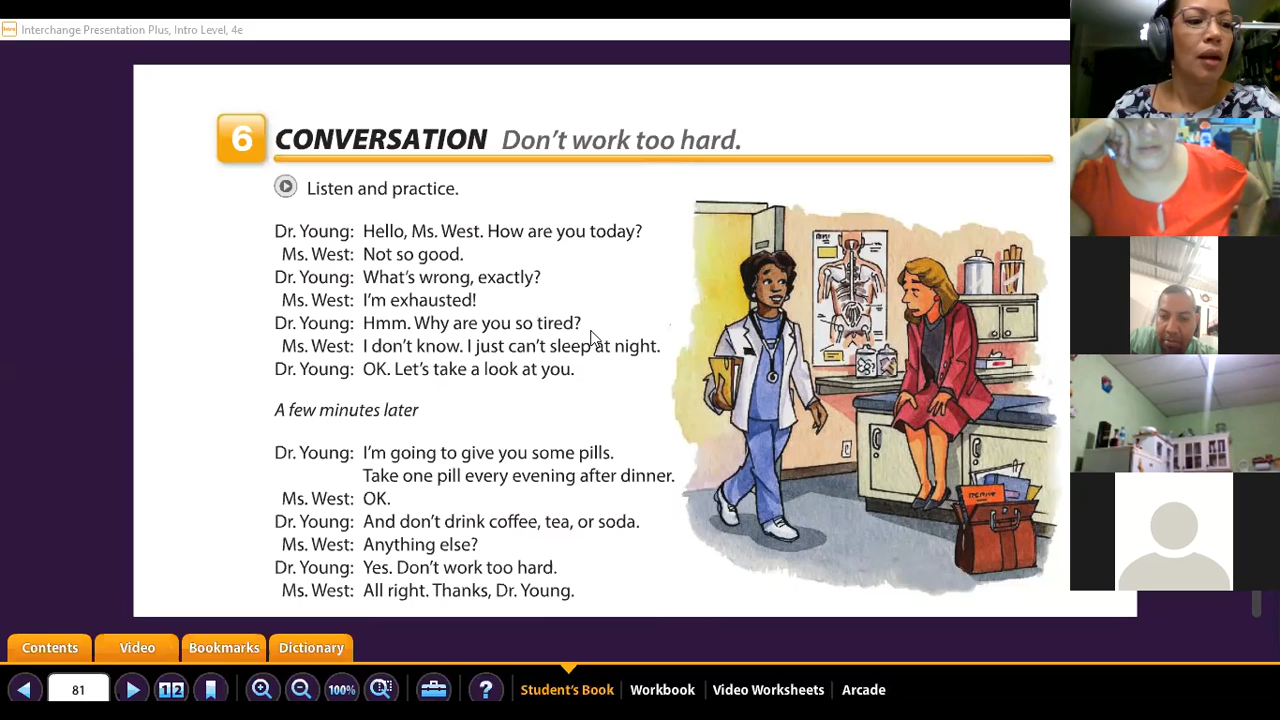 Interchange Presentation Plus, Intro Level, 4e
6 CONVERSATION Don't work too hard.
Listen and practice.
Dr. Young: Hello, Ms. West. How are you today?
Ms. West: Not so good.
Dr. Young: What's wrong, exactly?
Ms. West: I'm exhausted!
Dr. Young: Hmm. Why are you so tired?
Ms. West: I don't know. I just can't sleep at night.
Dr. Young: OK. Let's take a look at you.
A few minutes later
Dr. Young: I'm going to give you some pills.
Take one pill every evening after dinner.
Ms. West: OK.
Dr. Young: And don't drink coffee, tea, or soda.
Ms. West: Anything else?
Dr. Young: Yes. Don't work too hard.
Ms. West: All right. Thanks, Dr. Young.
Contents Video Bookmarks Dictionary
81 1 2 100% ? Student's Book Workbook Video Worksheets Arcade